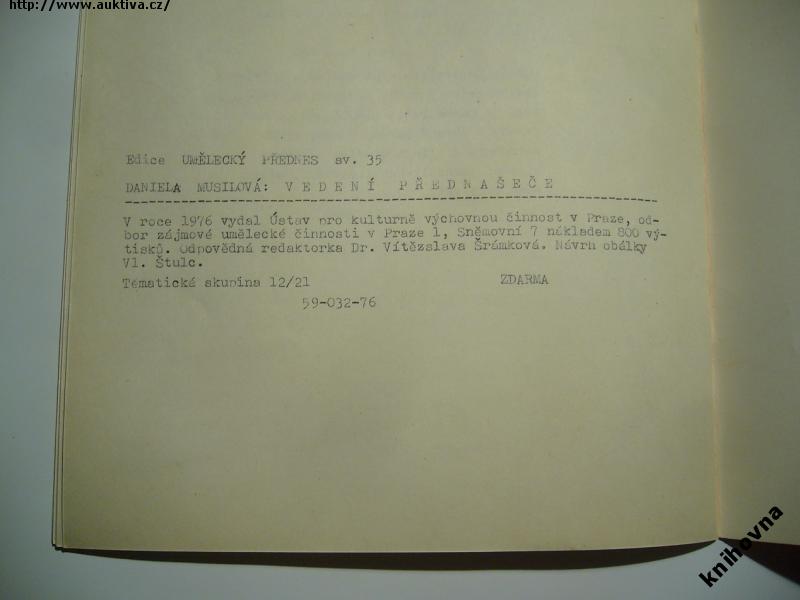 http://www.auktiva.cz/
Edice UMĚLECKÝ PŘEDNES sv. 35
DANIELA MUSILOVÁ: V E D E N Í P Ř E D N A Š E Č E
V roce 1976 vydal Ústav pro kulturně výchovnou činnost v Praze, od-
bor zájmové umělecké činnosti v Praze 1, Sněmovní 7 nákladem 800 vý-
tisků. Odpovědná redaktorka Dr. Vítězslava Šrámková. Návrh obálky
Vl. Štulc.
Tématická skupina 12/21 ZDARMA
59-032-76
knihovna